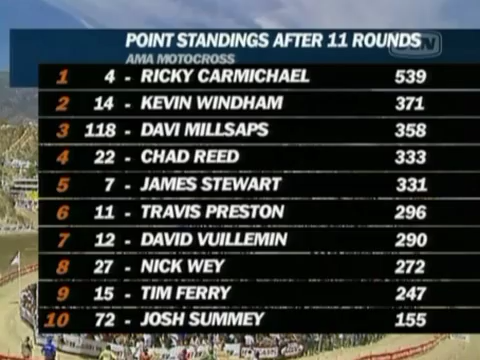 POINT STANDINGS AFTER 11 ROUNDS
AMA MOTOCROSS
1 4 - RICKY CARMICHAEL 539
2 14 - KEVIN WINDHAM 371
3 118 - DAVI MILLSAPS 358
4 22 - CHAD REED 333
5 7 - JAMES STEWART 331
6 11 - TRAVIS PRESTON 296
7 12 - DAVID VUILLEMIN 290
8 27 - NICK WEY 272
9 15 - TIM FERRY 247
10 72 - JOSH SUMMEY 155